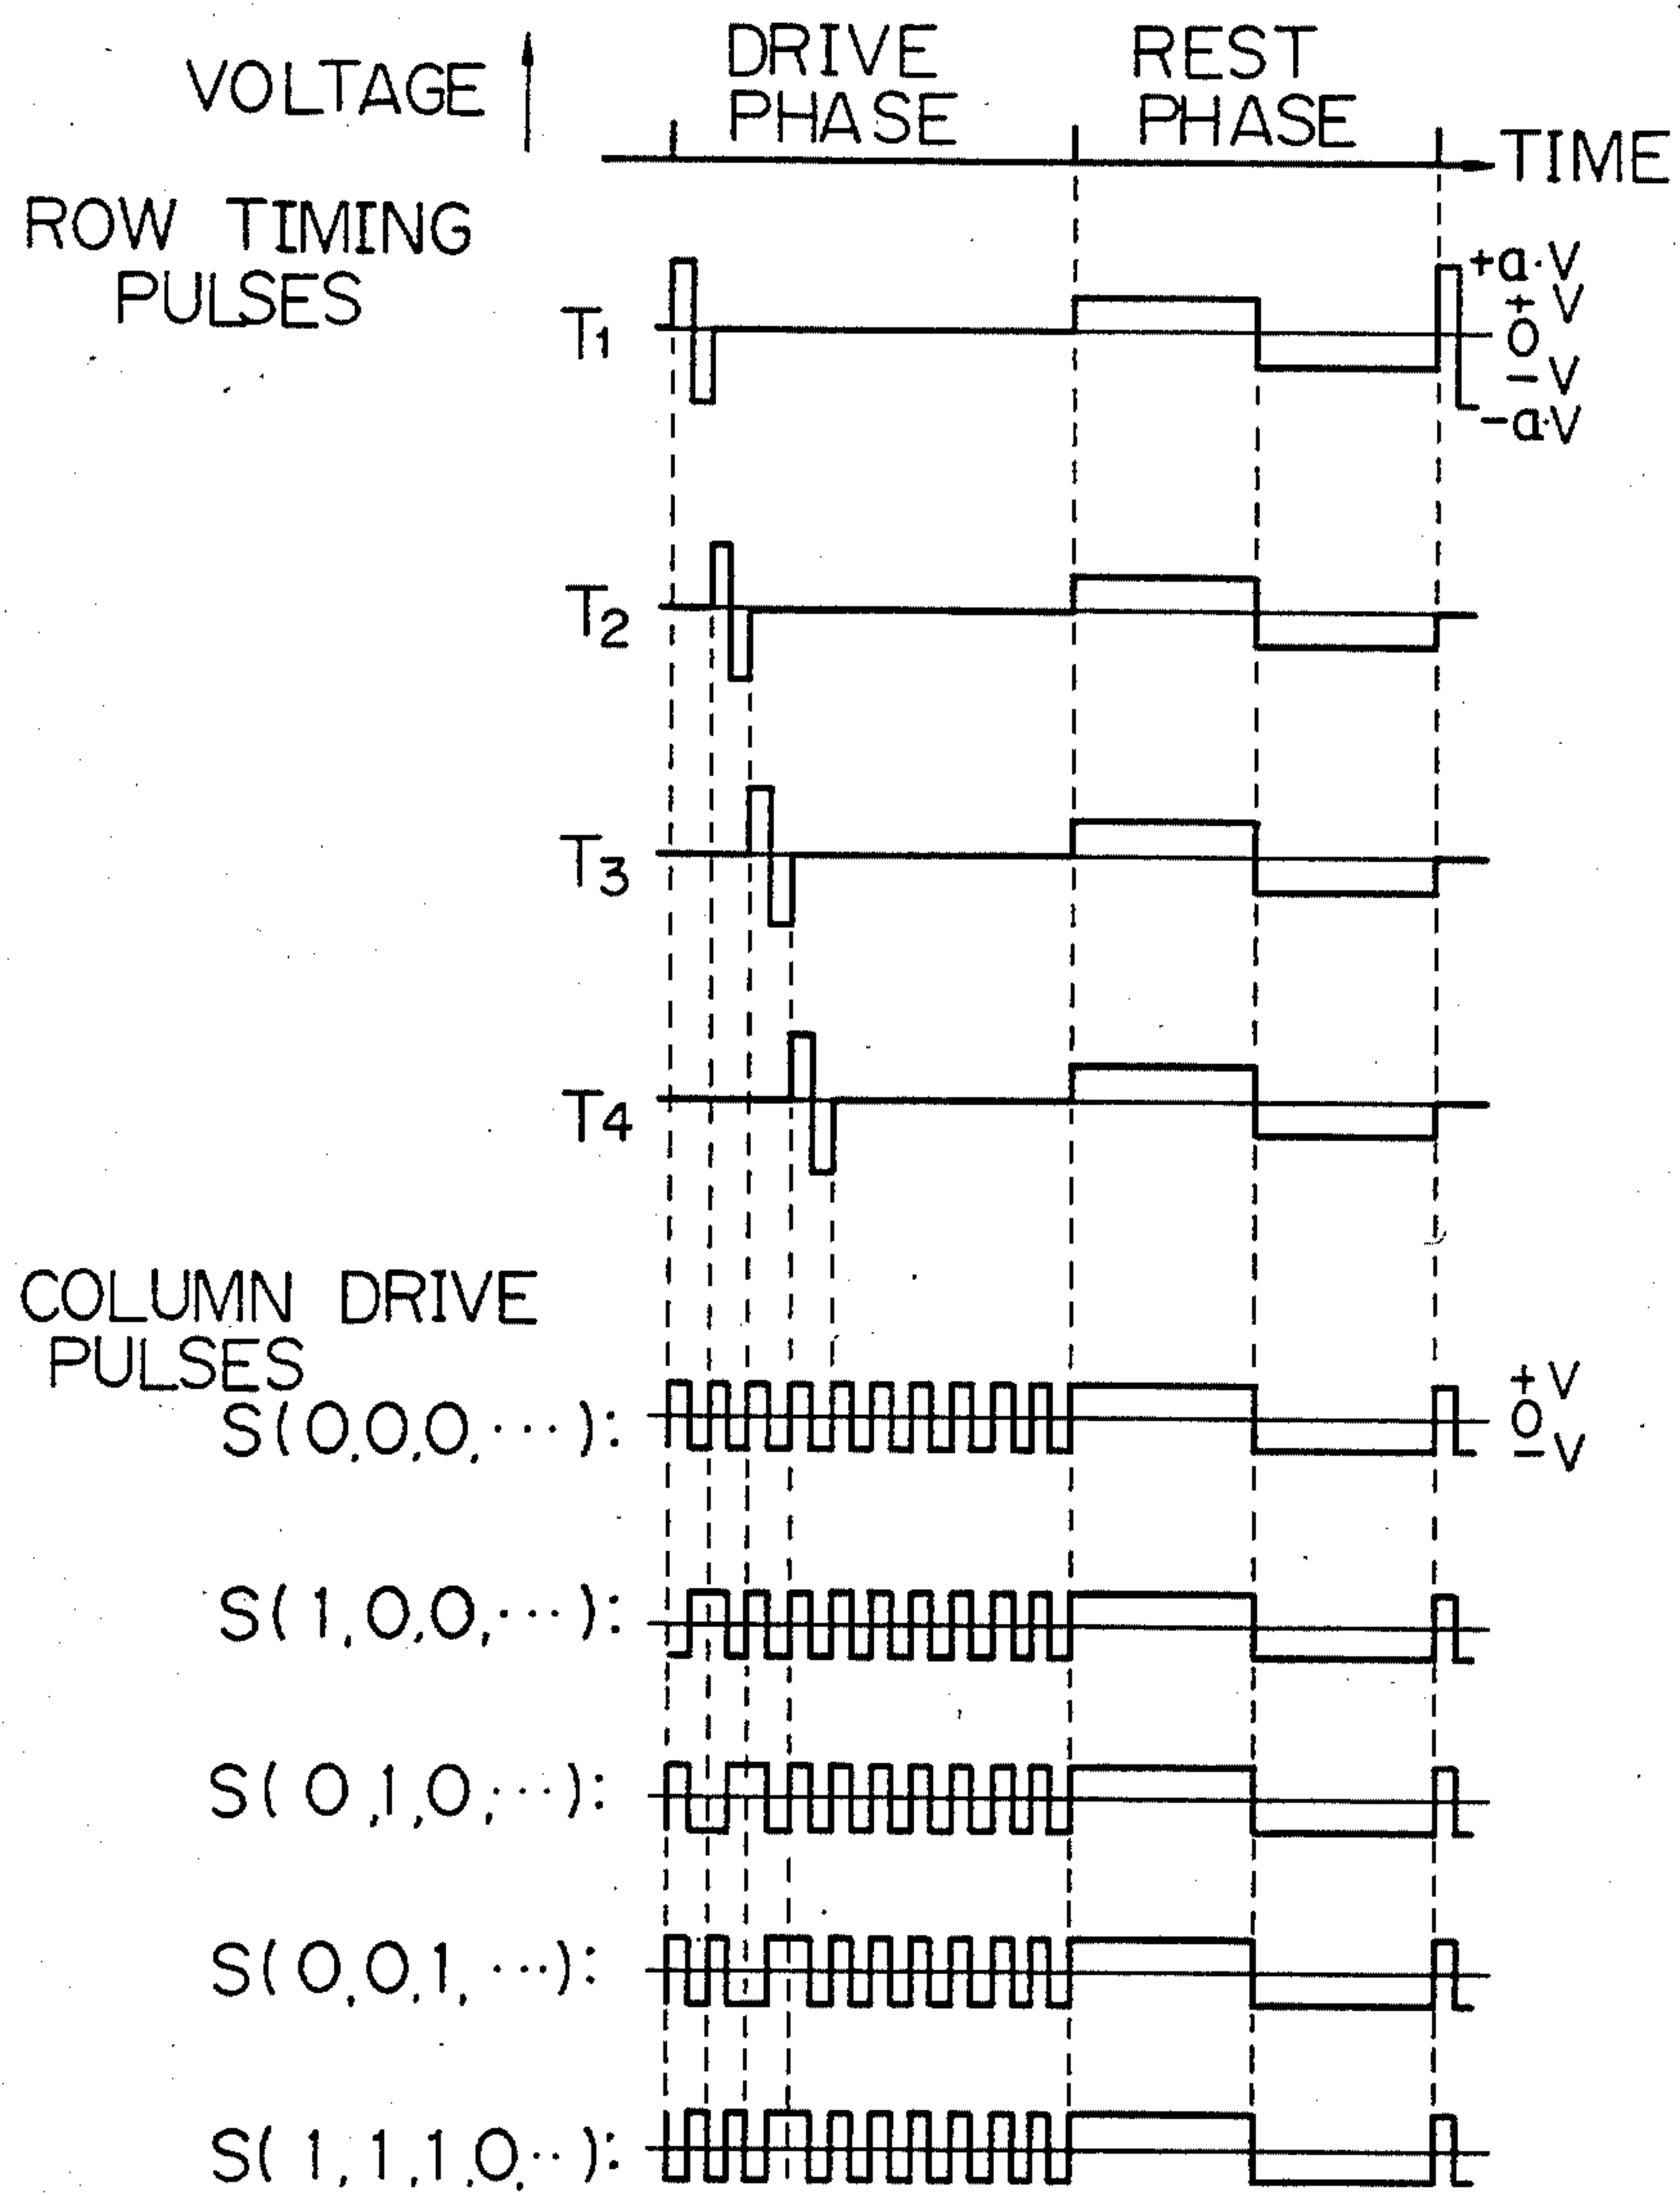 VOLTAGE
DRIVE
PHASE
REST
PHASE
TIME
ROW TIMING
PULSES
T1
+a·V
+V
0
-V
-a·V
T2
T3
T4
COLUMN DRIVE
PULSES
S(0,0,0,···):
+V
0
-V
S(1,0,0,···):
S(0,1,0,···):
S(0,0,1,···):
S(1,1,1,0,··):